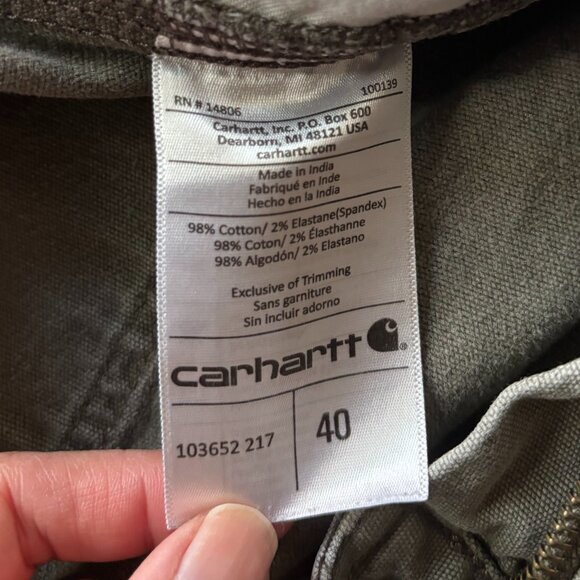 RN # 14806 100139
Carhartt, Inc. P.O. Box 600
Dearborn, MI 48121 USA
carhartt.com
Made in India
Fabriqué en Inde
Hecho en la India
98% Cotton/ 2% Elastane(Spandex)
98% Coton/ 2% Élasthanne
98% Algodón/ 2% Elastano
Exclusive of Trimming
Sans garniture
Sin incluir adorno
carhartt
103652 217 40